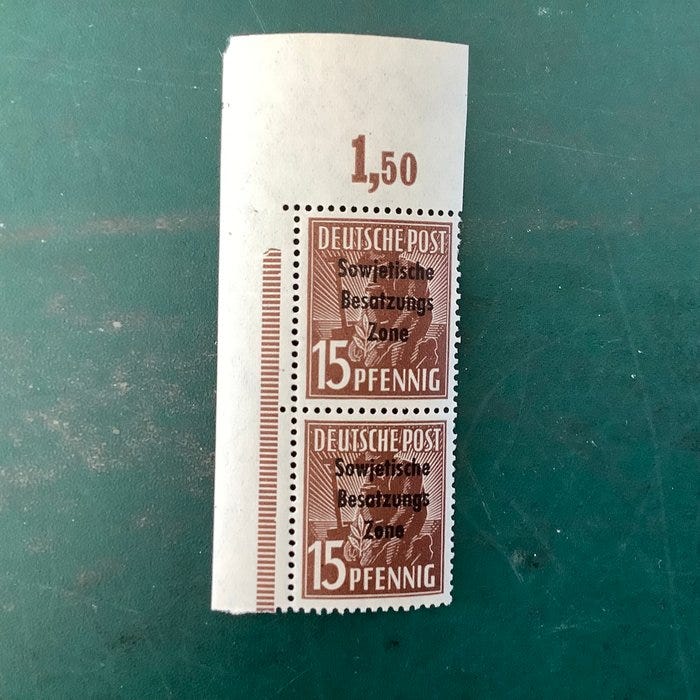 1,50
DEUTSCHE POST
Sowjetische
Besatzungs
Zone
15 PFENNIG
DEUTSCHE POST
Sowjetische
Besatzungs
Zone
15 PFENNIG